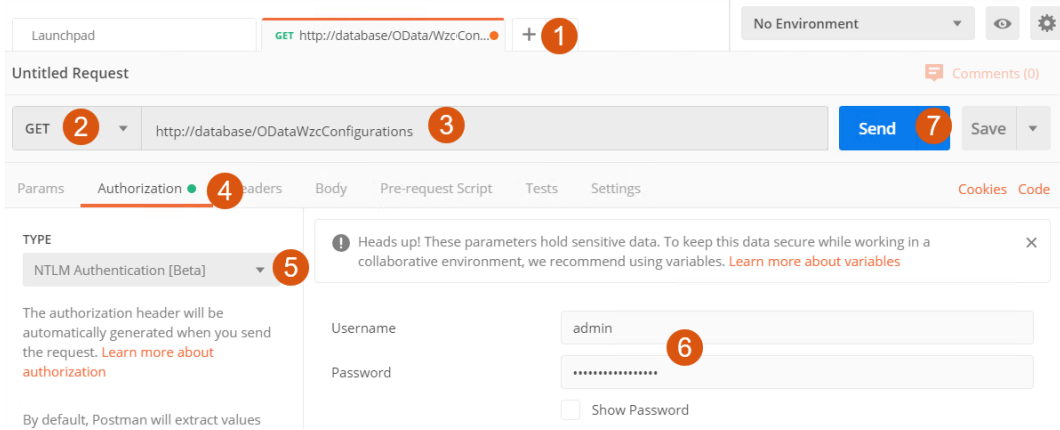 Launchpad
GET http://database/OData/Wzc Con...
+
1
No Environment
Untitled Request
Comments (0)
GET
2
http://database/ODataWzcConfigurations
3
Send
7
Save
Params
Authorization
4
eaders
Body
Pre-request Script
Tests
Settings
Cookies
Code
TYPE
NTLM Authentication [Beta]
5
The authorization header will be
automatically generated when you send
the request. Learn more about
authorization
By default, Postman will extract values
Heads up! These parameters hold sensitive data. To keep this data secure while working in a
collaborative environment, we recommend using variables. Learn more about variables
Username
admin
6
Password
•••••••••••••••••
Show Password